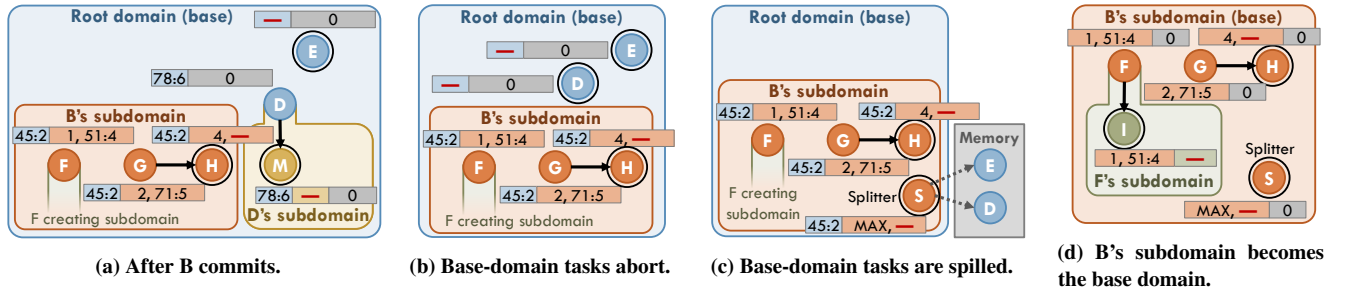 Root domain (base)
— 0
E
78:6 0
D
B's subdomain
45:2 1, 51:4
45:2 4, —
F
G
H
M
45:2 2, 71:5
78:6 — 0
F creating subdomain
D's subdomain
(a) After B commits.
Root domain (base)
— 0
E
— 0
D
B's subdomain
45:2 1, 51:4
45:2 4, —
F
G
H
45:2 2, 71:5
F creating subdomain
(b) Base-domain tasks abort.
Root domain (base)
B's subdomain
45:2 1, 51:4
45:2 4, —
F
G
H
45:2 2, 71:5
F creating
subdomain
Splitter
S
45:2 MAX, —
Memory
E
D
(c) Base-domain tasks are spilled.
B's subdomain (base)
1, 51:4 0
4, — 0
F
G
H
2, 71:5 0
I
1, 51:4 —
F's subdomain
Splitter
S
MAX, — 0
(d) B's subdomain becomes
the base domain.